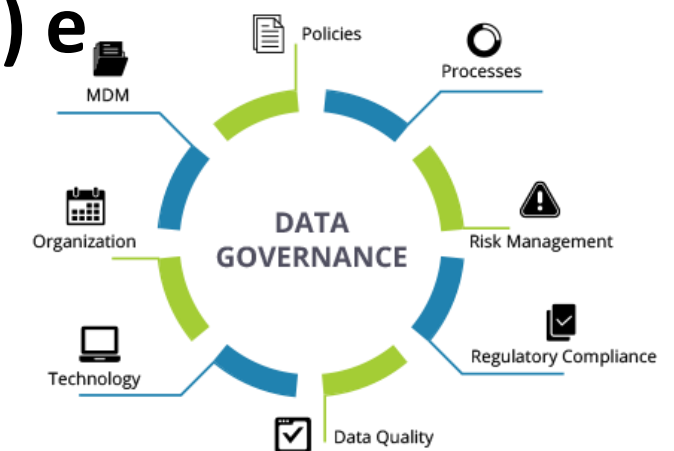 ) e
Policies
Processes
MDM
DATA
GOVERNANCE
Organization
Risk Management
Technology
Regulatory Compliance
Data Quality